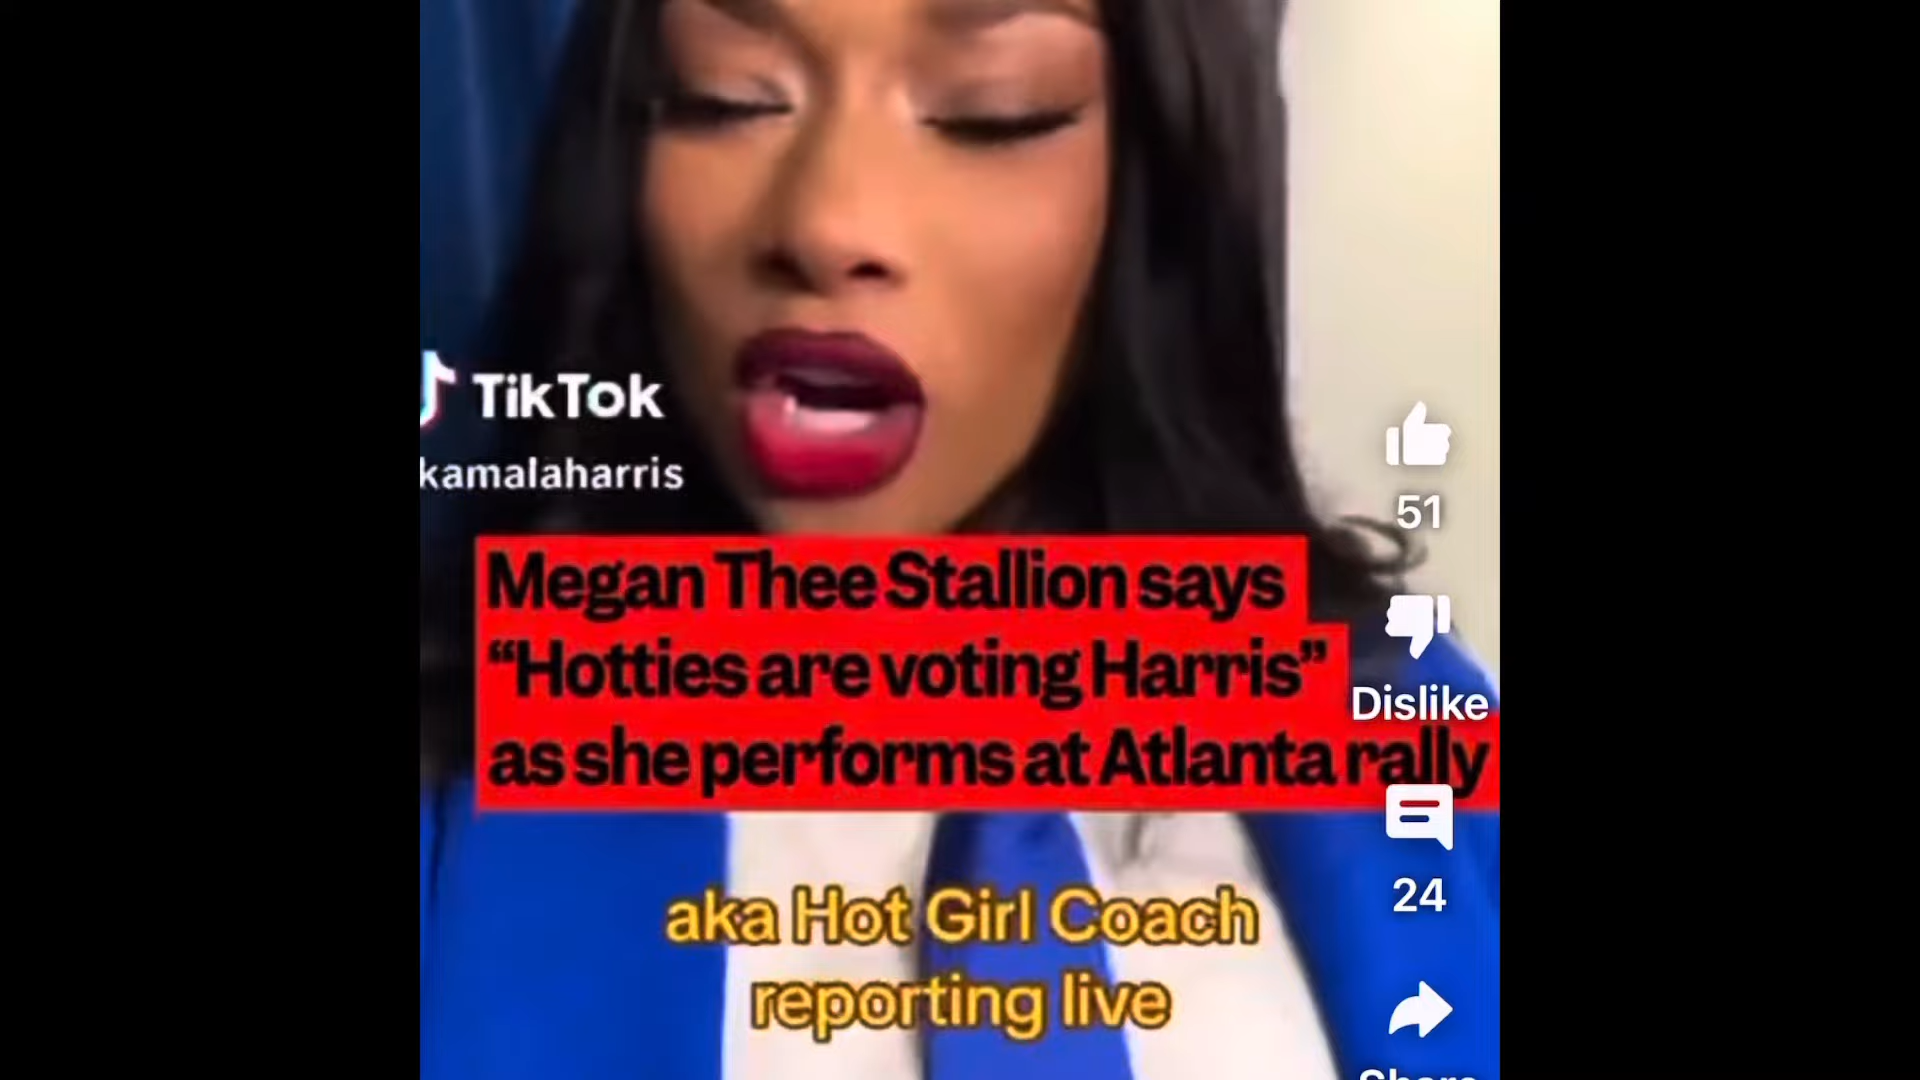 TikTok
kamalaharris
51
Megan Thee Stallion says
“Hotties are voting Harris”
Dislike
as she performs at Atlanta rally
24
aka Hot Girl Coach
reporting live
Share